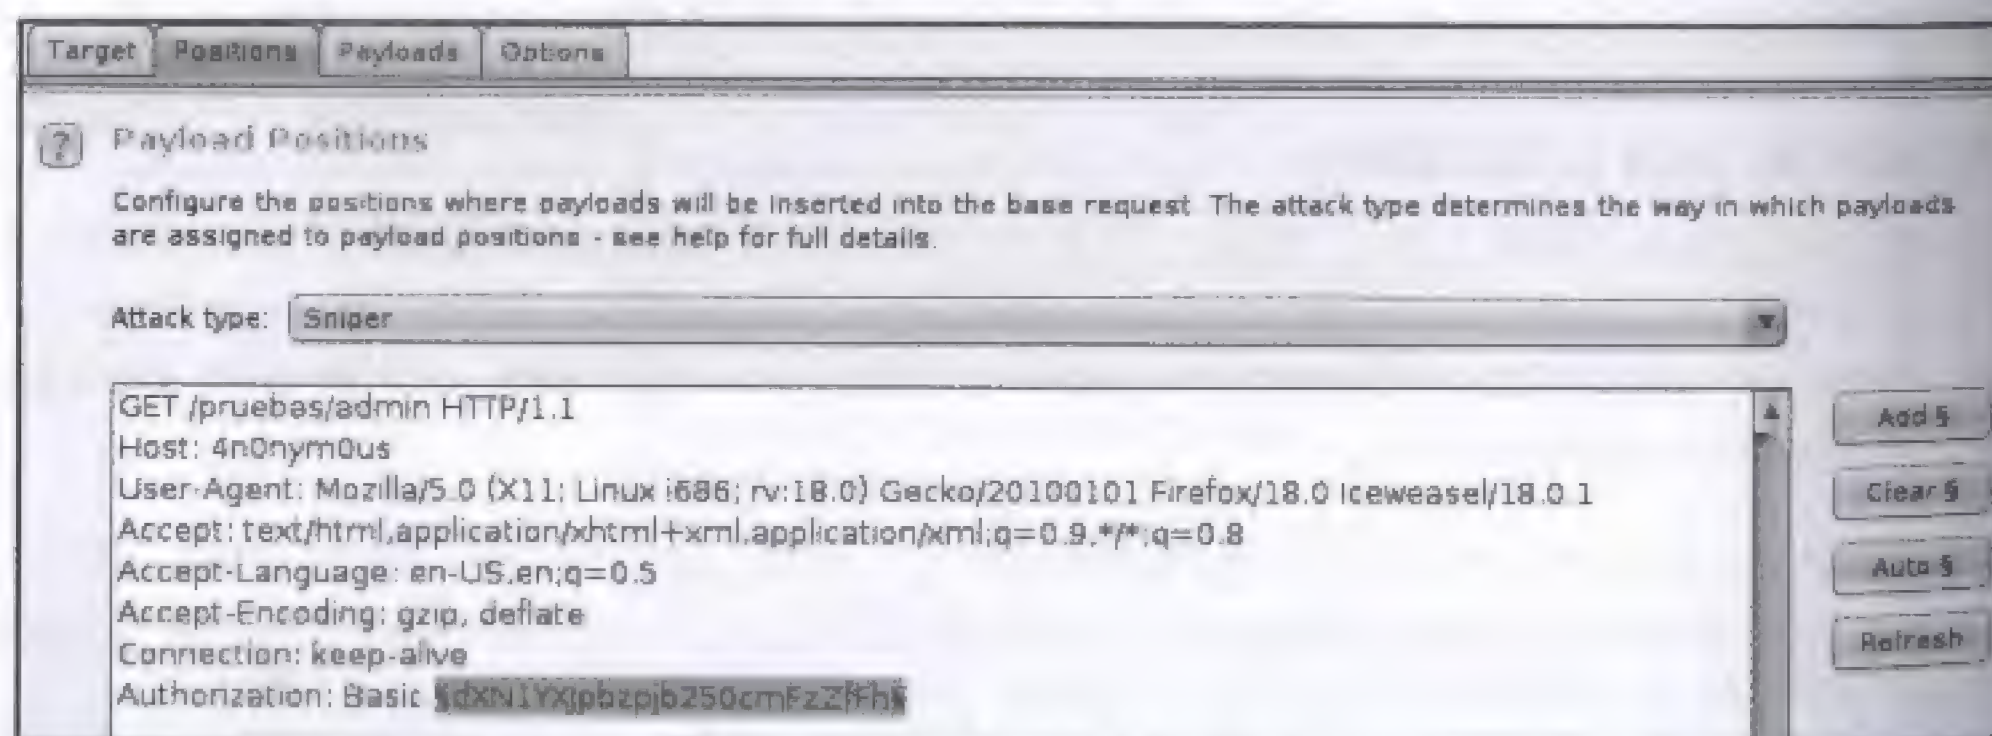 Target Positions Payloads Options
? Payload Positions
Configure the positions where payloads will be inserted into the base request. The attack type determines the way in which payloads
are assigned to payload positions - see help for full details.
Attack type: Sniper
GET /pruebas/admin HTTP/1.1
Host: 4n0nym0us
User-Agent: Mozilla/5.0 (X11; Linux i686; rv:18.0) Gecko/20100101 Firefox/18.0 Iceweasel/18.0.1
Accept: text/html,application/xhtml+xml,application/xml;q=0.9,*/*;q=0.8
Accept-Language: en-US,en;q=0.5
Accept-Encoding: gzip, deflate
Connection: keep-alive
Authorization: Basic §dXN1YXJpbzpjb250cmFzZfFh§
Add §
Clear §
Auto §
Refresh